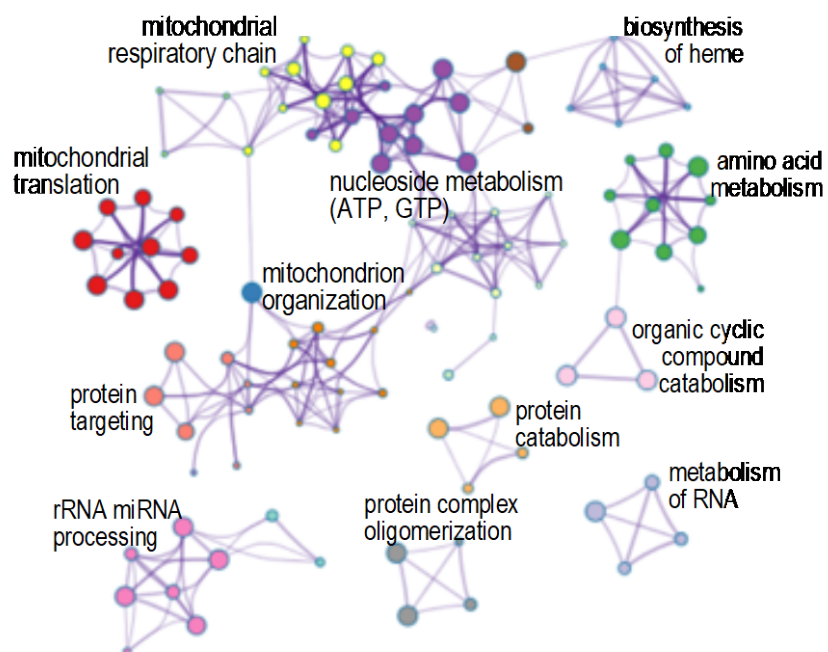 mitochondrial
respiratory chain
biosynthesis
of heme
mitochondrial
translation
amino acid
metabolism
nucleoside metabolism
(ATP, GTP)
mitochondrion
organization
organic cyclic
compound
catabolism
protein
targeting
protein
catabolism
metabolism
of RNA
rRNA miRNA
processing
protein complex
oligomerization